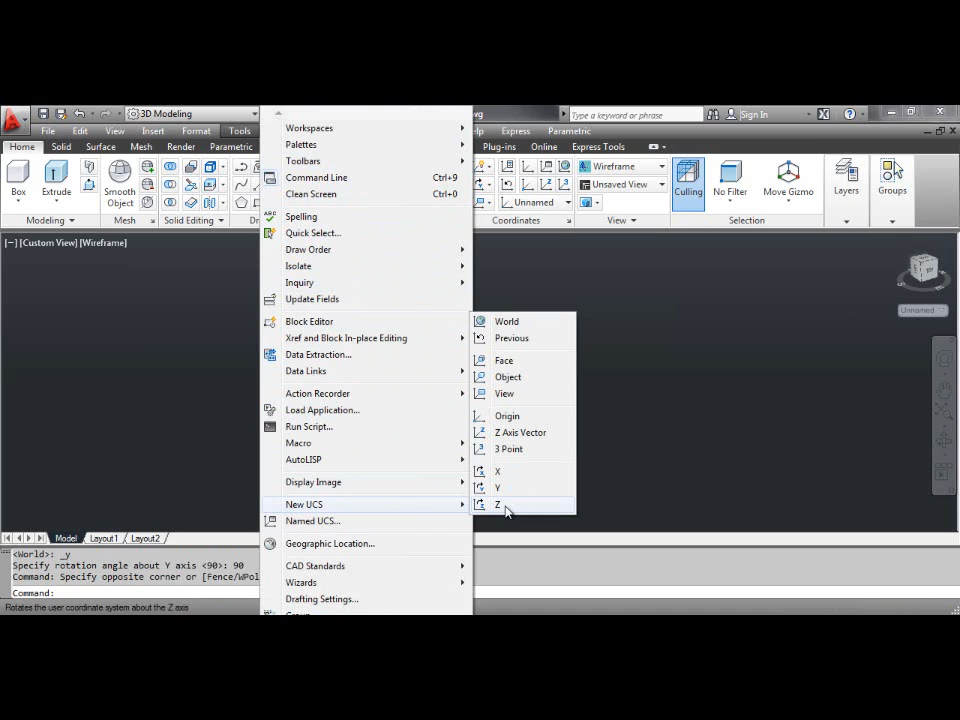 3D Modeling
wg
Type a keyword or phrase
Sign In
File Edit View Insert Format Tools
lp Express Parametric
Home Solid Surface Mesh Render Parametric
Plug-ins Online Express Tools
Box
Extrude
Smooth Object
Wireframe
Unsaved View
Unnamed
Culling
No Filter
Move Gizmo
Layers
Groups
Modeling
Mesh
Solid Editing
Coordinates
View
Selection
[−] [Custom View] [Wireframe]
Unnamed
Workspaces
Palettes
Toolbars
Command Line Ctrl+9
Clean Screen Ctrl+0
Spelling
Quick Select...
Draw Order
Isolate
Inquiry
Update Fields
Block Editor
Xref and Block In-place Editing
Data Extraction...
Data Links
Action Recorder
Load Application...
Run Script...
Macro
AutoLISP
Display Image
New UCS
Named UCS...
Geographic Location...
CAD Standards
Wizards
Drafting Settings...
World
Previous
Face
Object
View
Origin
Z Axis Vector
3 Point
X
Y
Z
Model Layout1 Layout2
<World>: _y
Specify rotation angle about Y axis <90>: 90
Command: Specify opposite corner or [Fence/WPol
Command:
Rotates the user coordinate system about the Z axis